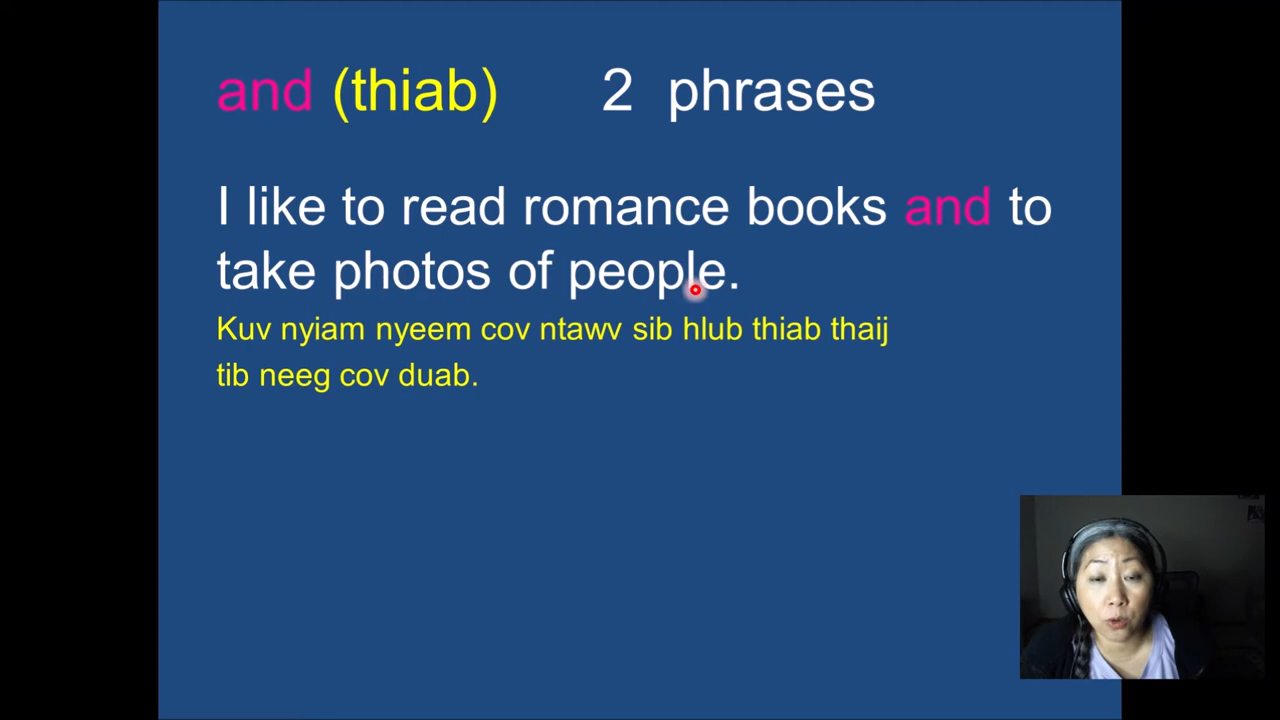 and (thiab) 2 phrases
I like to read romance books and to
take photos of people.
Kuv nyiam nyeem cov ntawv sib hlub thiab thaij
tib neeg cov duab.